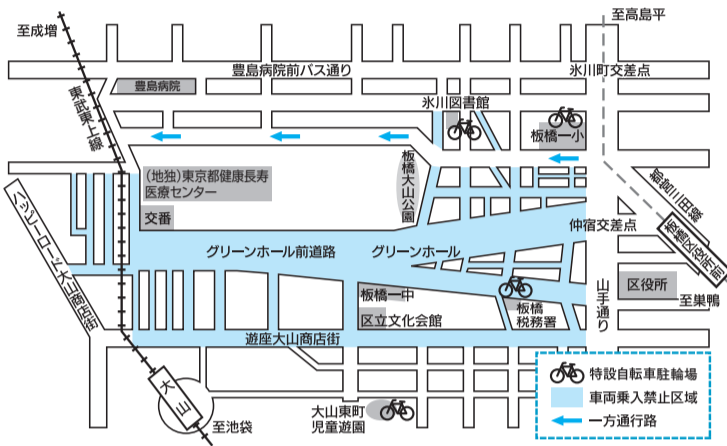 至成増
至高島平
豊島病院前バス通り
氷川町交差点
豊島病院
東武東上線
氷川図書館
板橋一小
(地独)東京都健康長寿
医療センター
板橋大山公園
都営三田線
交番
ハッピーロード大山商店街
グリーンホール前道路
グリーンホール
仲宿交差点
板橋区役所前
板橋一中
板橋
税務署
山手通り
区役所
至巣鴨
区立文化会館
遊座大山商店街
大山
至池袋
大山東町
児童遊園
特設自転車駐輪場
車両乗入禁止区域
一方通行路